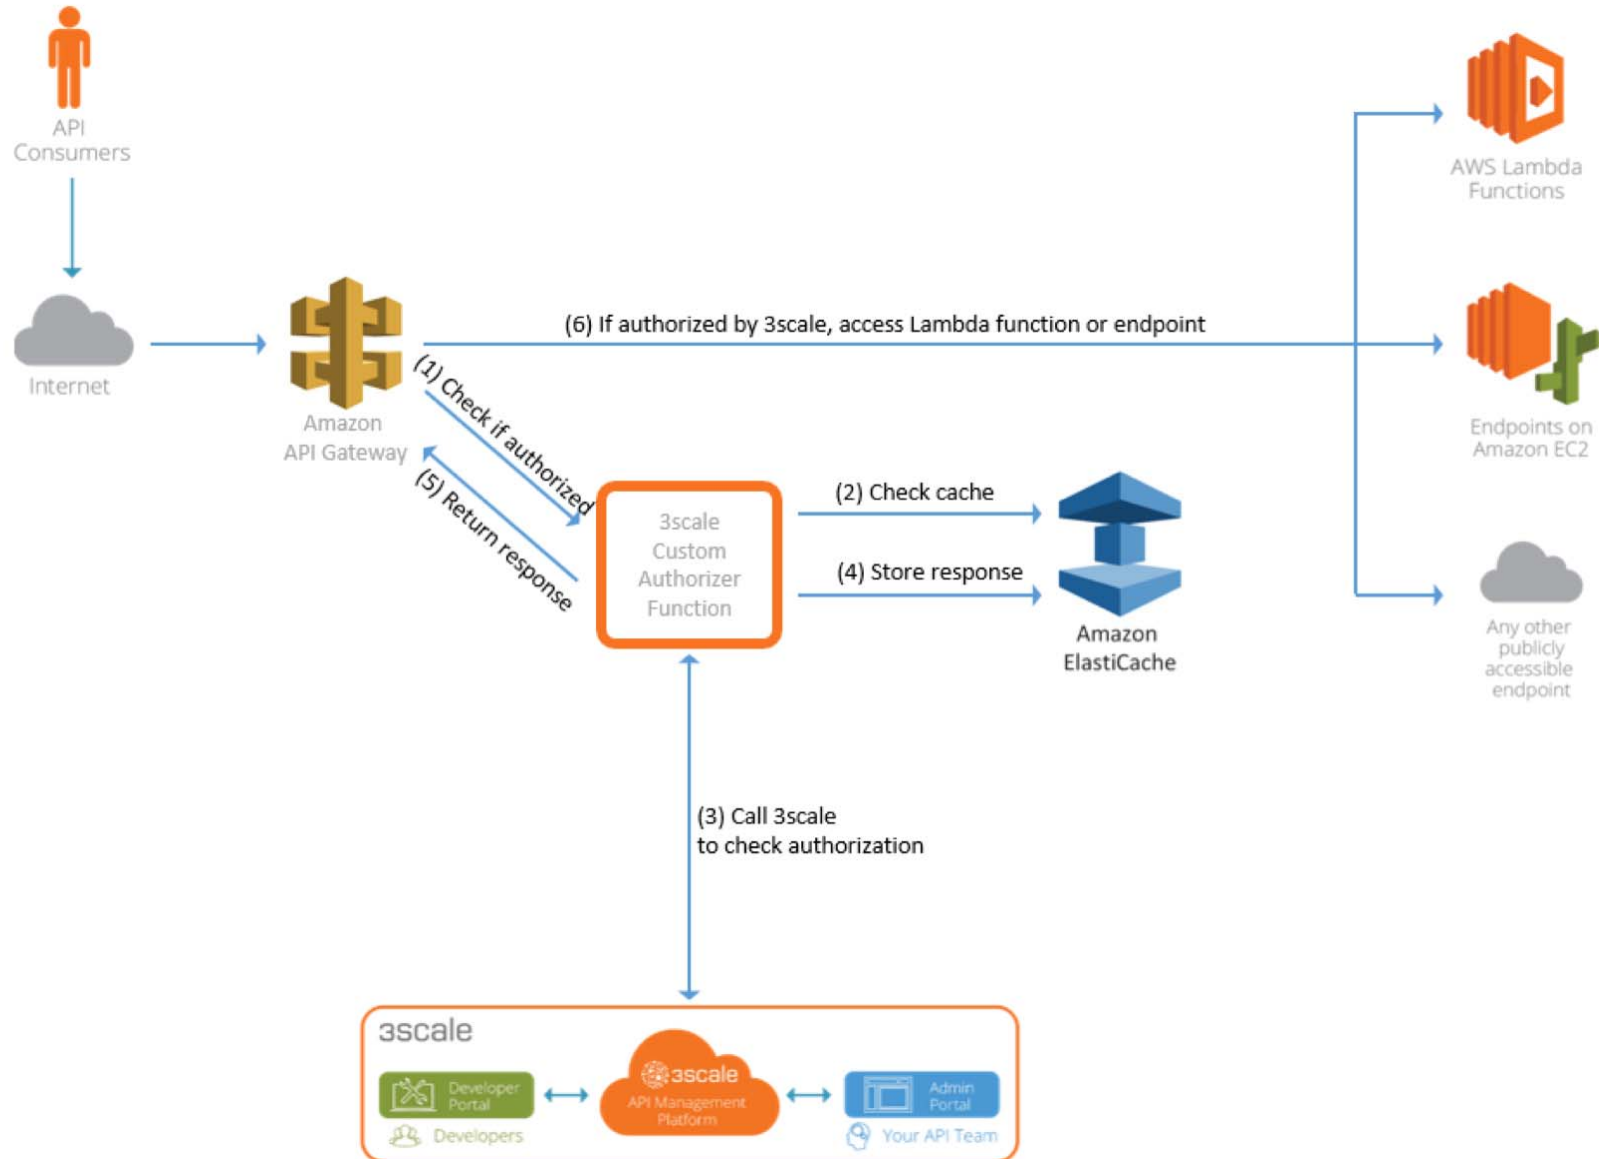 API
Consumers
Internet
Amazon
API Gateway
(1) Check if authorized
(5) Return response
(6) If authorized by 3scale, access Lambda function or endpoint
3scale
Custom
Authorizer
Function
(2) Check cache
(4) Store response
Amazon
ElastiCache
AWS Lambda
Functions
Endpoints on
Amazon EC2
Any other
publicly
accessible
endpoint
(3) Call 3scale
to check authorization
3scale
Developer
Portal
Developers
3scale
API Management
Platform
Admin
Portal
Your API Team